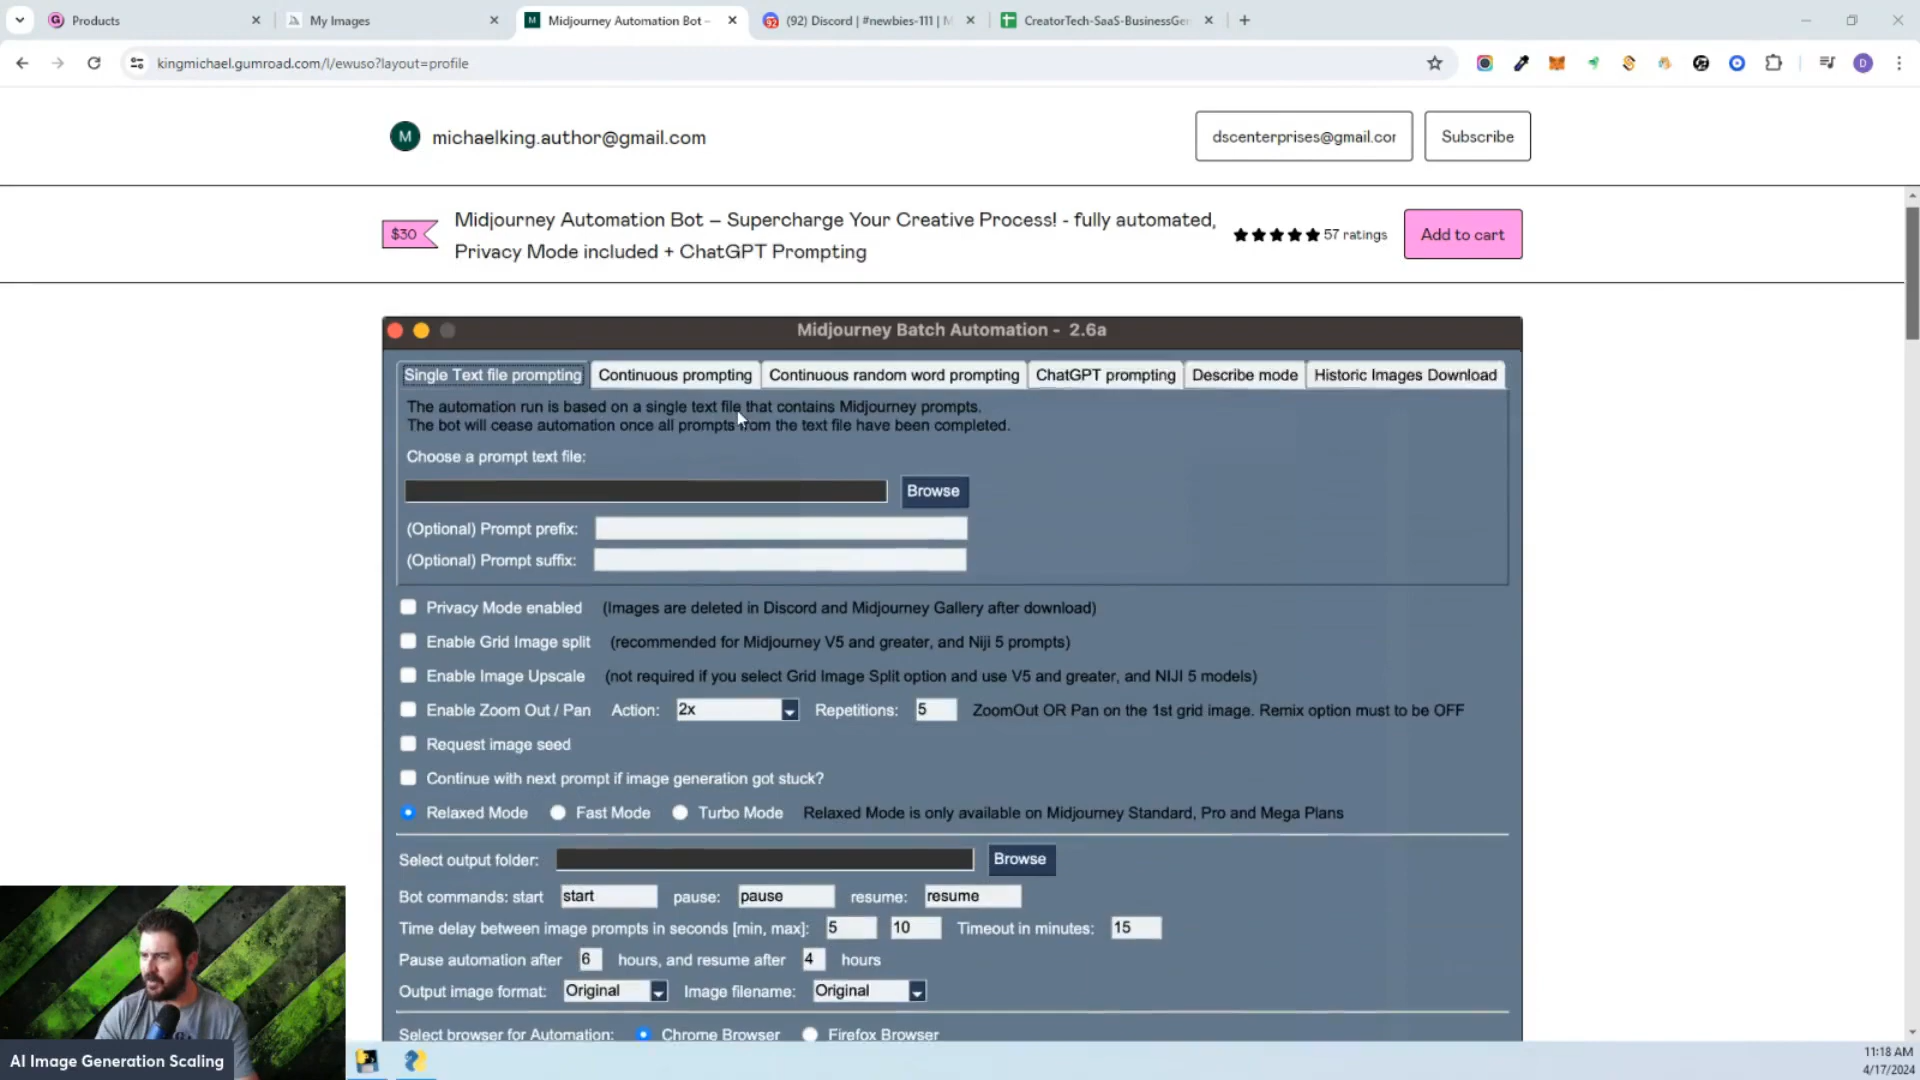 Products
My Images
Midjourney Automation Bot –
(92) Discord | #newbies-111 | M
CreatorTech-SaaS-BusinessGen
kingmichael.gumroad.com/l/ewuso?layout=profile
D
M
michaelking.author@gmail.com
dscenterprises@gmail.cor
Subscribe
$30
Midjourney Automation Bot – Supercharge Your Creative Process! - fully automated,
Privacy Mode included + ChatGPT Prompting
57 ratings
Add to cart
Midjourney Batch Automation - 2.6a
Single Text file prompting
Continuous prompting
Continuous random word prompting
ChatGPT prompting
Describe mode
Historic Images Download
The automation run is based on a single text file that contains Midjourney prompts.
The bot will cease automation once all prompts from the text file have been completed.
Choose a prompt text file:
Browse
(Optional) Prompt prefix:
(Optional) Prompt suffix:
Privacy Mode enabled (Images are deleted in Discord and Midjourney Gallery after download)
Enable Grid Image split (recommended for Midjourney V5 and greater, and Niji 5 prompts)
Enable Image Upscale (not required if you select Grid Image Split option and use V5 and greater, and NIJI 5 models)
Enable Zoom Out / Pan Action: 2x Repetitions: 5 ZoomOut OR Pan on the 1st grid image. Remix option must to be OFF
Request image seed
Continue with next prompt if image generation got stuck?
Relaxed Mode Fast Mode Turbo Mode Relaxed Mode is only available on Midjourney Standard, Pro and Mega Plans
Select output folder: Browse
Bot commands: start start pause: pause resume: resume
Time delay between image prompts in seconds [min, max]: 5 10 Timeout in minutes: 15
Pause automation after 6 hours, and resume after 4 hours
Output image format: Original Image filename: Original
Select browser for Automation: Chrome Browser Firefox Browser
AI Image Generation Scaling
11:18 AM
4/17/2024